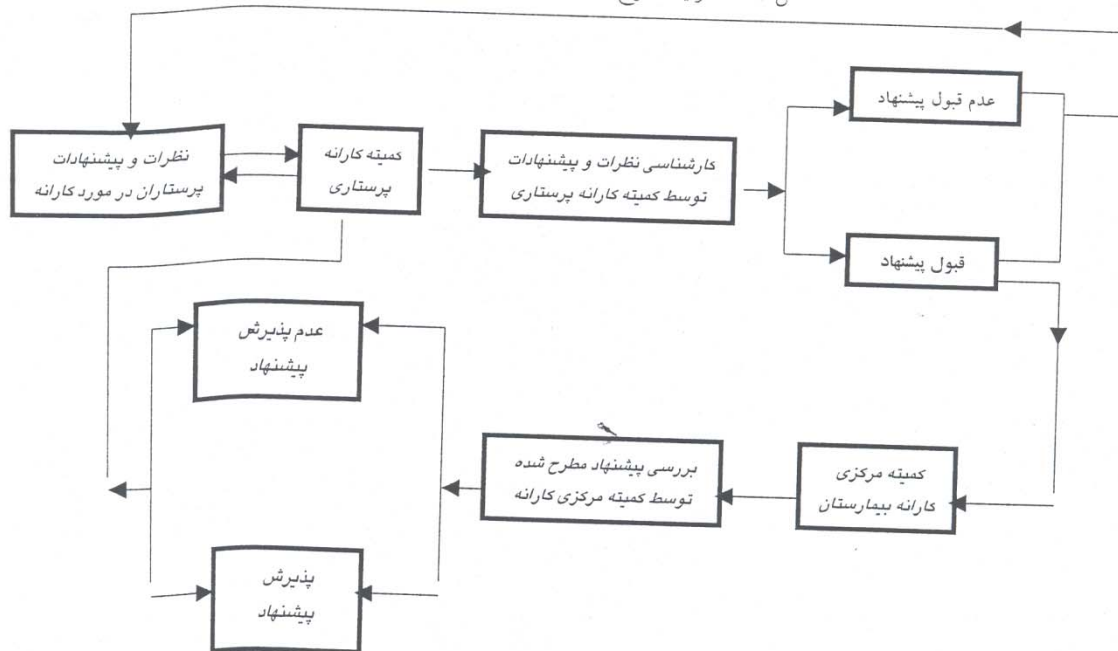 عدم قبول پیشنهاد
نظرات و پیشنهادات
پرستاران در مورد کارانه
کمیته کارانه
پرستاری
کارشناسی نظرات و پیشنهادات
توسط کمیته کارانه پرستاری
قبول پیشنهاد
عدم پذیرش
پیشنهاد
بررسی پیشنهاد مطرح شده
توسط کمیته مرکزی کارانه
کمیته مرکزی
کارانه بیمارستان
پذیرش
پیشنهاد